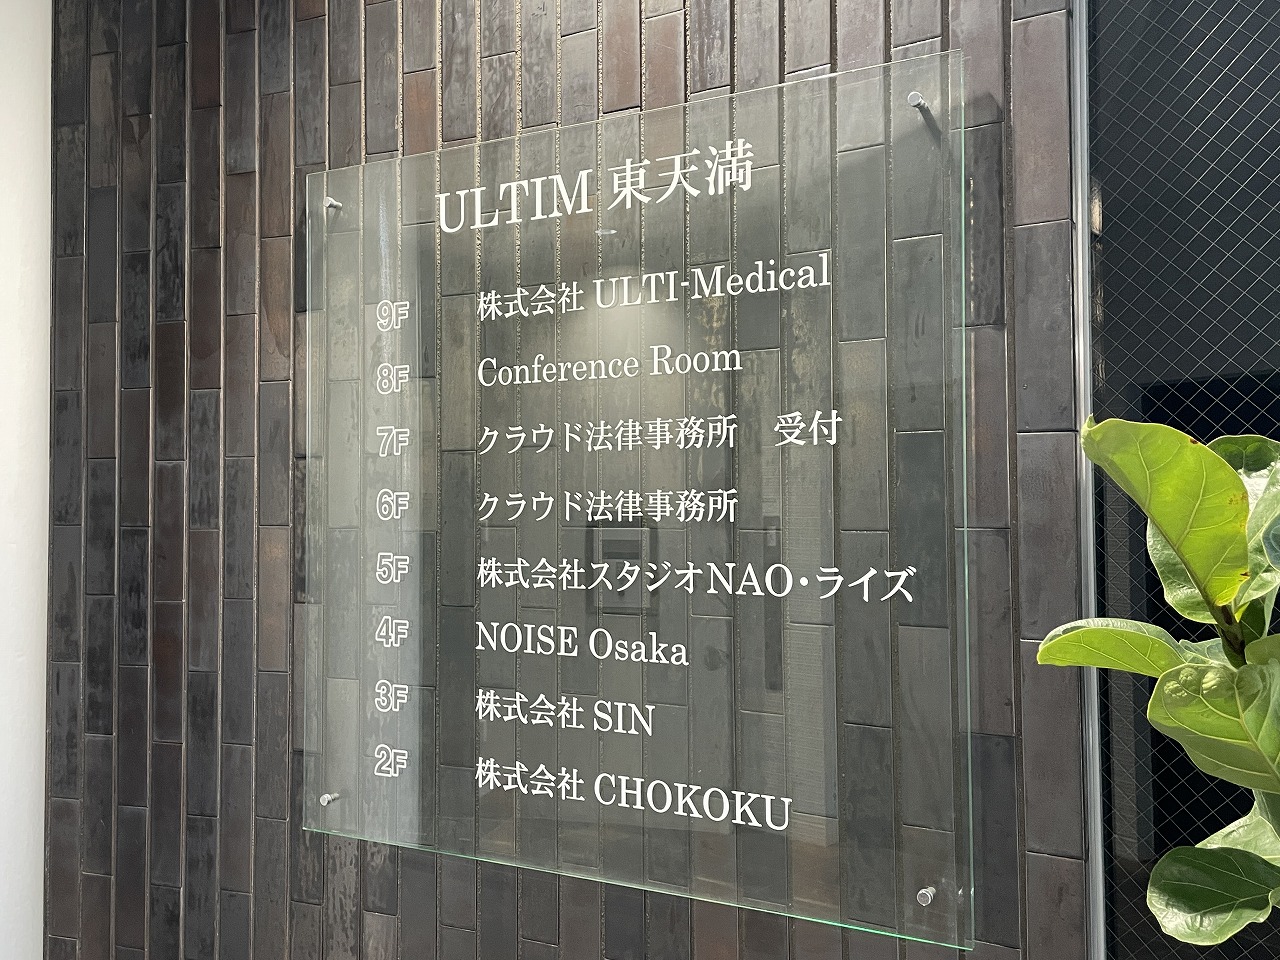 ULTIM 東天満
9F 株式会社 ULTI-Medical
8F Conference Room
7F クラウド法律事務所 受付
6F クラウド法律事務所
5F 株式会社スタジオNAO・ライズ
4F NOISE Osaka
3F 株式会社 SIN
2F 株式会社 CHOKOKU